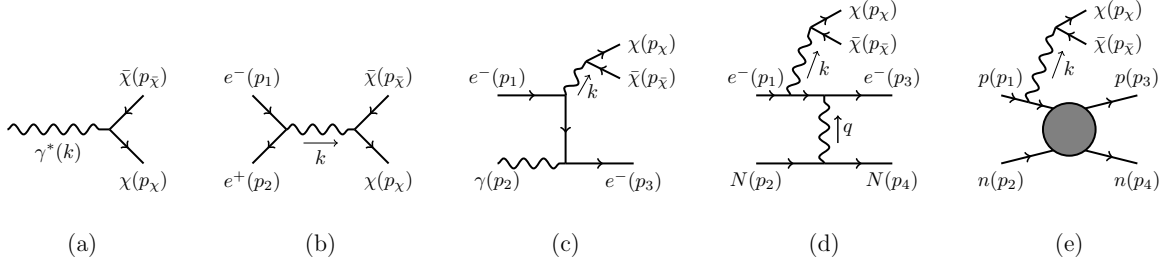 γ*(k)
χ̄(p_χ̄)
χ(p_χ)
(a)
e⁻(p₁)
e⁺(p₂)
k
χ̄(p_χ̄)
χ(p_χ)
(b)
e⁻(p₁)
γ(p₂)
k
χ(p_χ)
χ̄(p_χ̄)
e⁻(p₃)
(c)
e⁻(p₁)
N(p₂)
k
χ(p_χ)
χ̄(p_χ̄)
e⁻(p₃)
q
N(p₄)
(d)
p(p₁)
n(p₂)
k
χ(p_χ)
χ̄(p_χ̄)
p(p₃)
n(p₄)
(e)